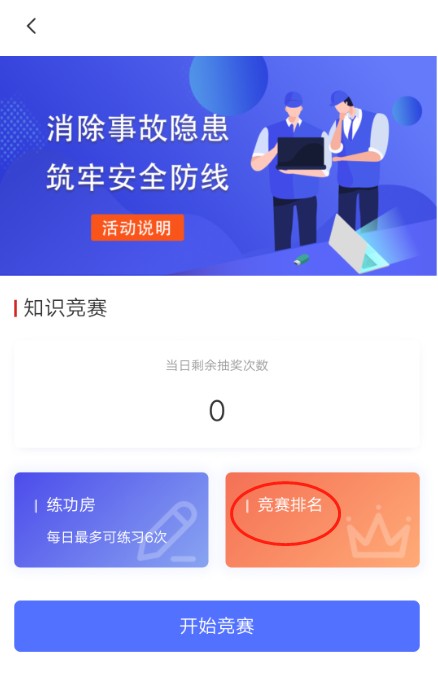 消除事故隐患
筑牢安全防线
活动说明
知识竞赛
当日剩余抽奖次数
0
练功房
每日最多可练习6次
竞赛排名
开始竞赛